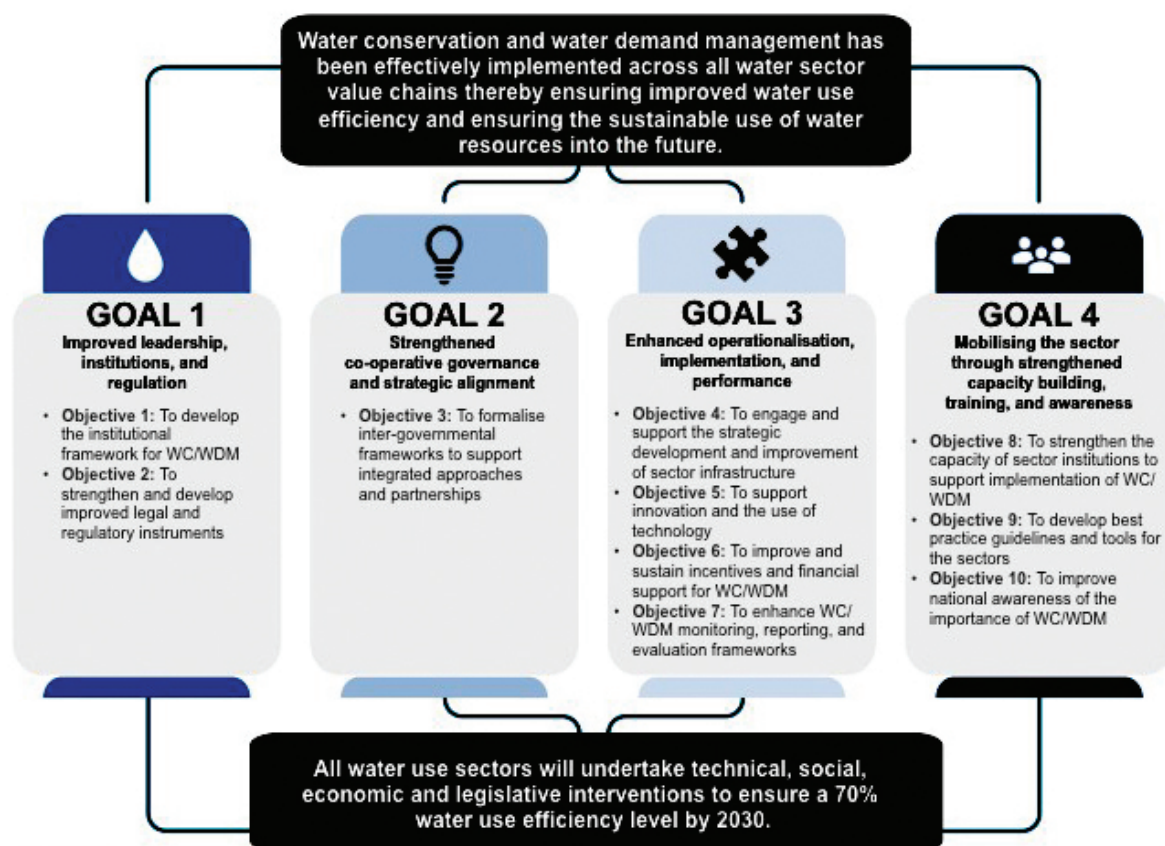 Water conservation and water demand management has
been effectively implemented across all water sector
value chains thereby ensuring improved water use
efficiency and ensuring the sustainable use of water
resources into the future.
GOAL 1
Improved leadership,
institutions, and
regulation
• Objective 1: To develop
the institutional
framework for WC/WDM
• Objective 2: To
strengthen and develop
improved legal and
regulatory instruments
GOAL 2
Strengthened
co-operative governance
and strategic alignment
• Objective 3: To formalise
inter-governmental
frameworks to support
integrated approaches
and partnerships
GOAL 3
Enhanced operationalisation,
implementation, and
performance
• Objective 4: To engage and
support the strategic
development and improvement
of sector infrastructure
• Objective 5: To support
innovation and the use of
technology
• Objective 6: To improve and
sustain incentives and financial
support for WC/WDM
• Objective 7: To enhance WC/
WDM monitoring, reporting, and
evaluation frameworks
GOAL 4
Mobilising the sector
through strengthened
capacity building,
training, and awareness
• Objective 8: To strengthen the
capacity of sector institutions to
support implementation of WC/
WDM
• Objective 9: To develop best
practice guidelines and tools for
the sectors
• Objective 10: To improve
national awareness of the
importance of WC/WDM
All water use sectors will undertake technical, social,
economic and legislative interventions to ensure a 70%
water use efficiency level by 2030.